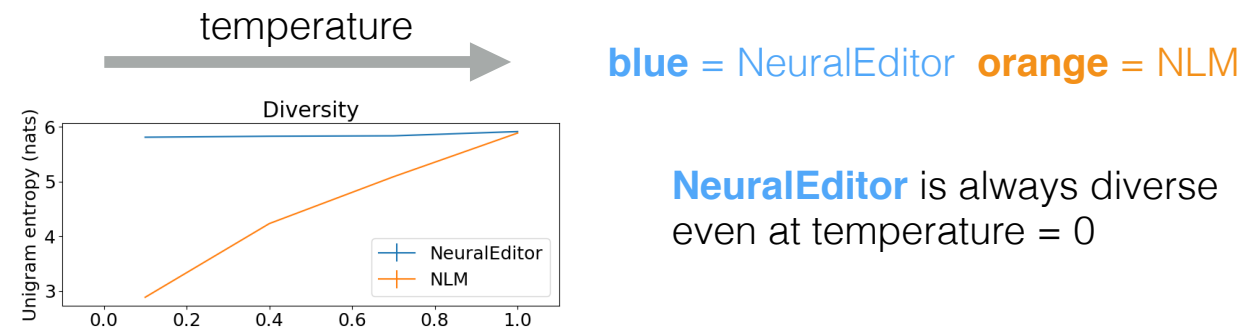 temperature
blue = NeuralEditor orange = NLM
Diversity
Unigram entropy (nats)
6
5
4
3
0.0 0.2 0.4 0.6 0.8 1.0
NeuralEditor
NLM
NeuralEditor is always diverse
even at temperature = 0